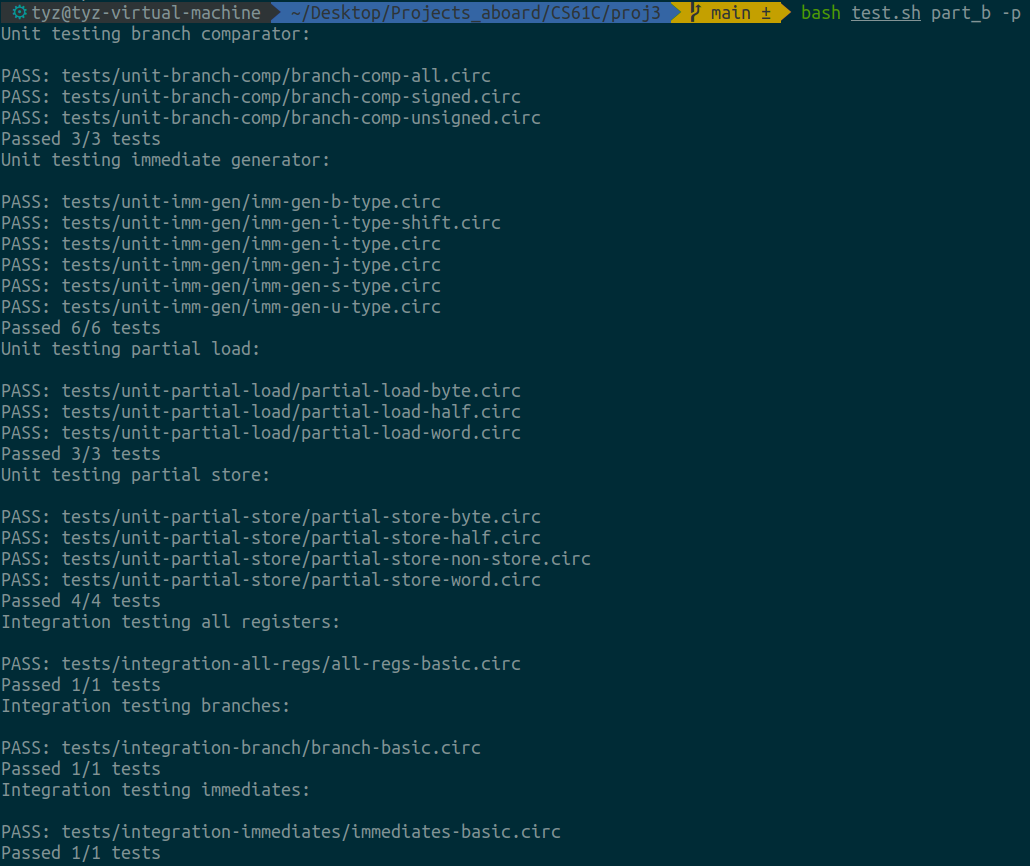 tyz@tyz-virtual-machine ~/Desktop/Projects_aboard/CS61C/proj3 main ± bash test.sh part_b -p
Unit testing branch comparator:
PASS: tests/unit-branch-comp/branch-comp-all.circ
PASS: tests/unit-branch-comp/branch-comp-signed.circ
PASS: tests/unit-branch-comp/branch-comp-unsigned.circ
Passed 3/3 tests
Unit testing immediate generator:
PASS: tests/unit-imm-gen/imm-gen-b-type.circ
PASS: tests/unit-imm-gen/imm-gen-i-type-shift.circ
PASS: tests/unit-imm-gen/imm-gen-i-type.circ
PASS: tests/unit-imm-gen/imm-gen-j-type.circ
PASS: tests/unit-imm-gen/imm-gen-s-type.circ
PASS: tests/unit-imm-gen/imm-gen-u-type.circ
Passed 6/6 tests
Unit testing partial load:
PASS: tests/unit-partial-load/partial-load-byte.circ
PASS: tests/unit-partial-load/partial-load-half.circ
PASS: tests/unit-partial-load/partial-load-word.circ
Passed 3/3 tests
Unit testing partial store:
PASS: tests/unit-partial-store/partial-store-byte.circ
PASS: tests/unit-partial-store/partial-store-half.circ
PASS: tests/unit-partial-store/partial-store-non-store.circ
PASS: tests/unit-partial-store/partial-store-word.circ
Passed 4/4 tests
Integration testing all registers:
PASS: tests/integration-all-regs/all-regs-basic.circ
Passed 1/1 tests
Integration testing branches:
PASS: tests/integration-branch/branch-basic.circ
Passed 1/1 tests
Integration testing immediates:
PASS: tests/integration-immediates/immediates-basic.circ
Passed 1/1 tests